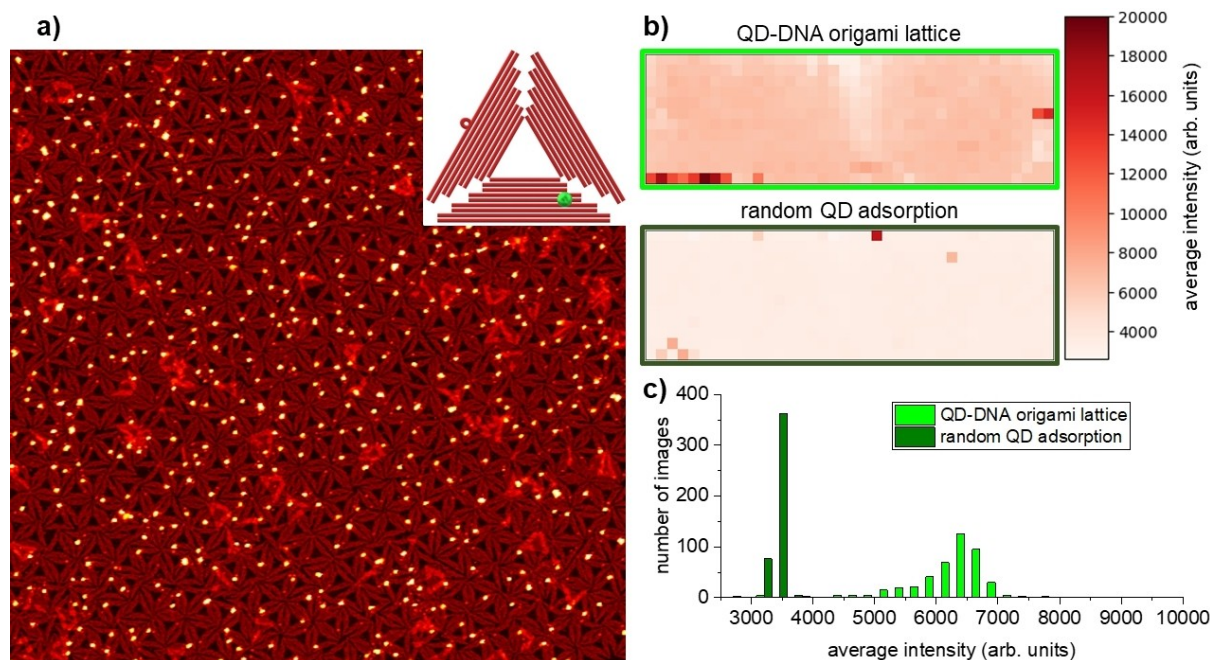 a)
b)
QD-DNA origami lattice
random QD adsorption
20000
18000
16000
14000
12000
10000
8000
6000
4000
average intensity (arb. units)
c)
400
300
200
100
0
number of images
QD-DNA origami lattice
random QD adsorption
3000 4000 5000 6000 7000 8000 9000 10000
average intensity (arb. units)